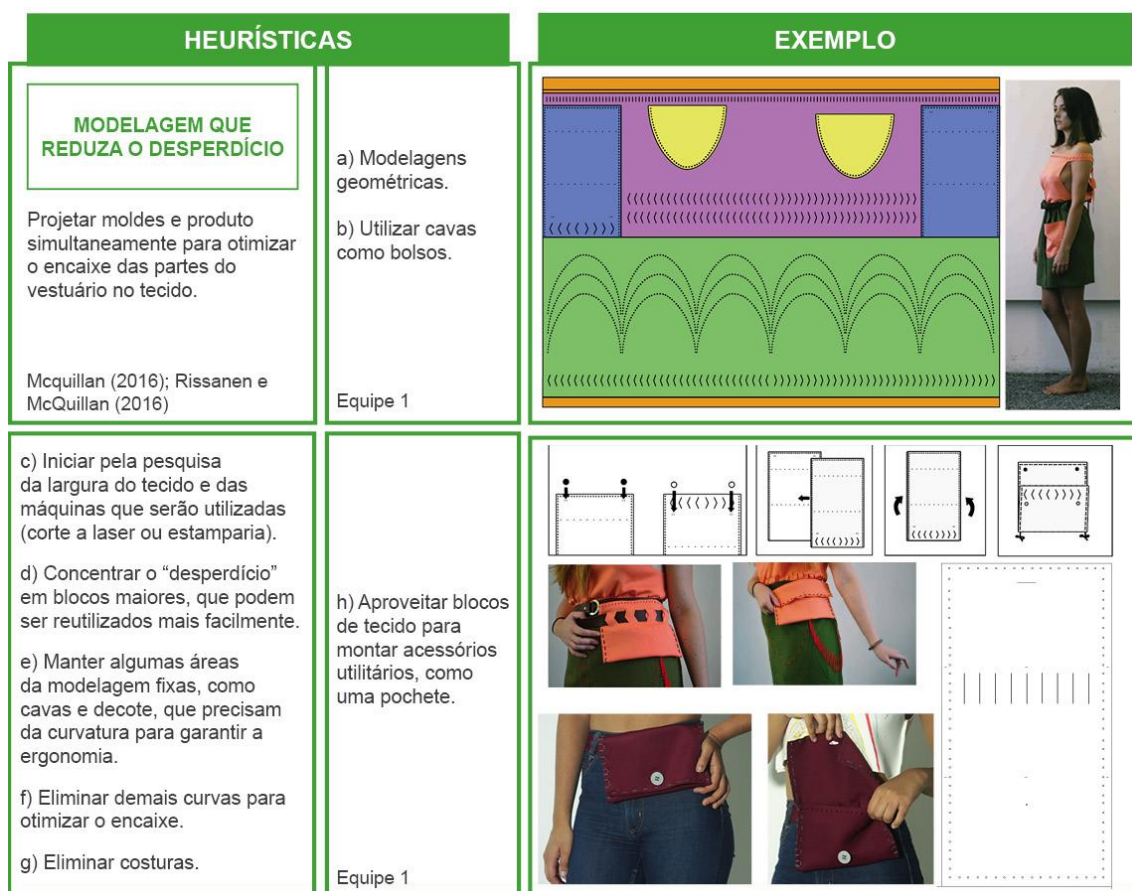 HEURÍSTICAS
EXEMPLO
MODELAGEM QUE
REDUZA O DESPERDÍCIO
Projetar moldes e produto
simultaneamente para otimizar
o encaixe das partes do
vestuário no tecido.
Mcquillan (2016); Rissanen e
McQuillan (2016)
a) Modelagens
geométricas.
b) Utilizar cavas
como bolsos.
Equipe 1
c) Iniciar pela pesquisa
da largura do tecido e das
máquinas que serão utilizadas
(corte a laser ou estamparia).
d) Concentrar o “desperdício”
em blocos maiores, que podem
ser reutilizados mais facilmente.
e) Manter algumas áreas
da modelagem fixas, como
cavas e decote, que precisam
da curvatura para garantir a
ergonomia.
f) Eliminar demais curvas para
otimizar o encaixe.
g) Eliminar costuras.
h) Aproveitar blocos
de tecido para
montar acessórios
utilitários, como
uma pochete.
Equipe 1